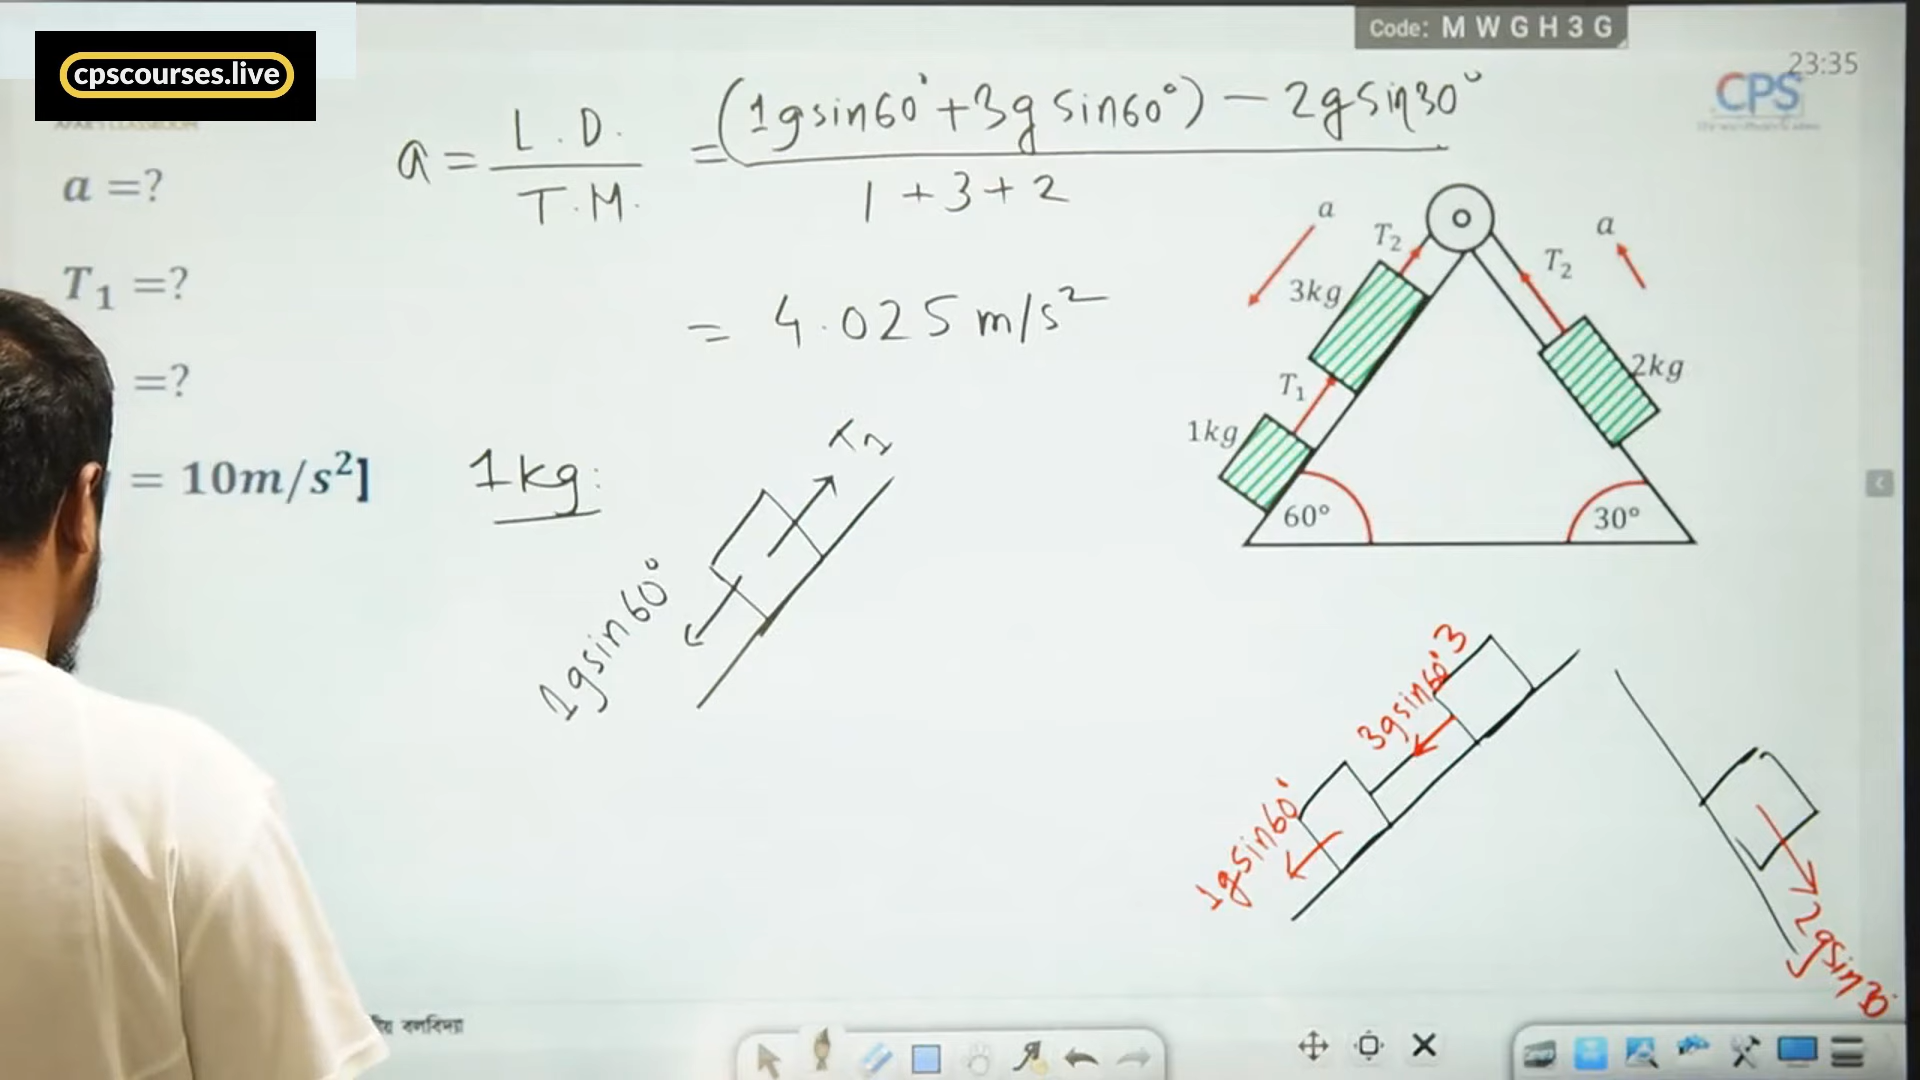 cpscourses.live
Code: M W G H 3 G
23:35
CPS
a =?
T₁ =?
=?
= 10m/s²]
a = L.D. / T.M. = (1gsin60° + 3g sin60°) − 2gsin30° / 1 + 3 + 2
= 4.025 m/s²
1kg:
1gsin60°
a
T₂
3kg
T₁
1kg
60°
a
T₂
2kg
30°
3gsin60°
3
1gsin60°
2gsin30°
বলবিদ্যা